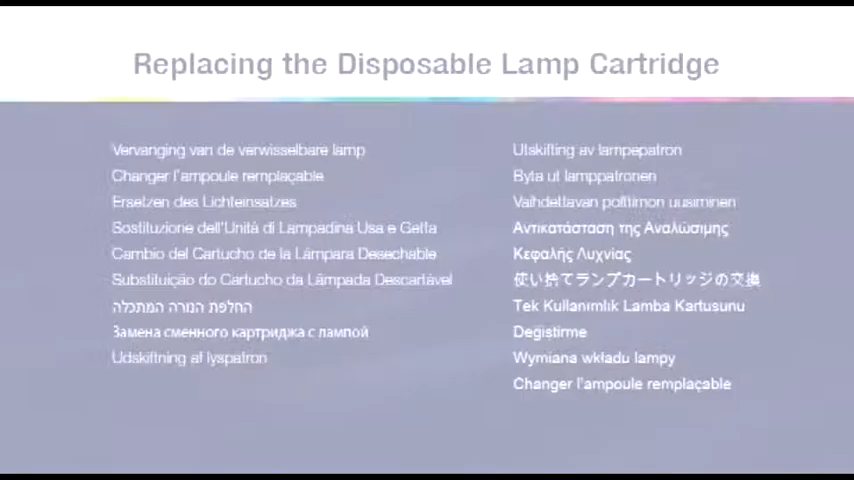 Replacing the Disposable Lamp Cartridge
Vervanging van de verwisselbare lamp
Changer l'ampoule remplaçable
Ersetzen des Lichteinsatzes
Sostituzione dell'Unità di Lampadina Usa e Getta
Cambio del Cartucho de la Lámpara Desechable
Substituição do Cartucho da Lâmpada Descartável
החלפת הנורה המתכלה
Замена сменного картриджа с лампой
Udskiftning af lyspatron
Utskifting av lampepatron
Byta ut lamppatronen
Vaihdettavan polttimon uusiminen
Αντικατάσταση της Αναλώσιμης
Κεφαλής Λυχνίας
使い捨てランプカートリッジの交換
Tek Kullanımlık Lamba Kartusunu
Değiştirme
Wymiana wkładu lampy
Changer l'ampoule remplaçable